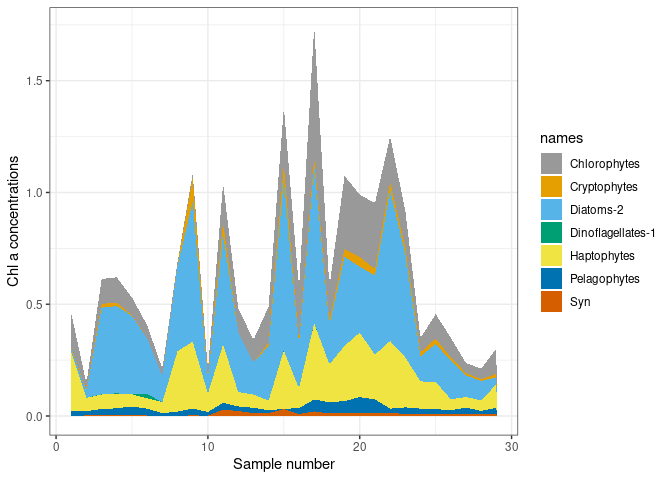 Chl a concentrations
1.5
1.0
0.5
0.0
0
10
20
30
Sample number
names
Chlorophytes
Cryptophytes
Diatoms-2
Dinoflagellates-1
Haptophytes
Pelagophytes
Syn